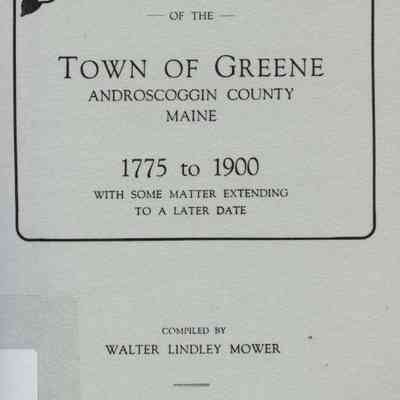 — OF THE —
TOWN OF GREENE
ANDROSCOGGIN COUNTY
MAINE
1775 to 1900
WITH SOME MATTER EXTENDING
TO A LATER DATE
COMPILED BY
WALTER LINDLEY MOWER